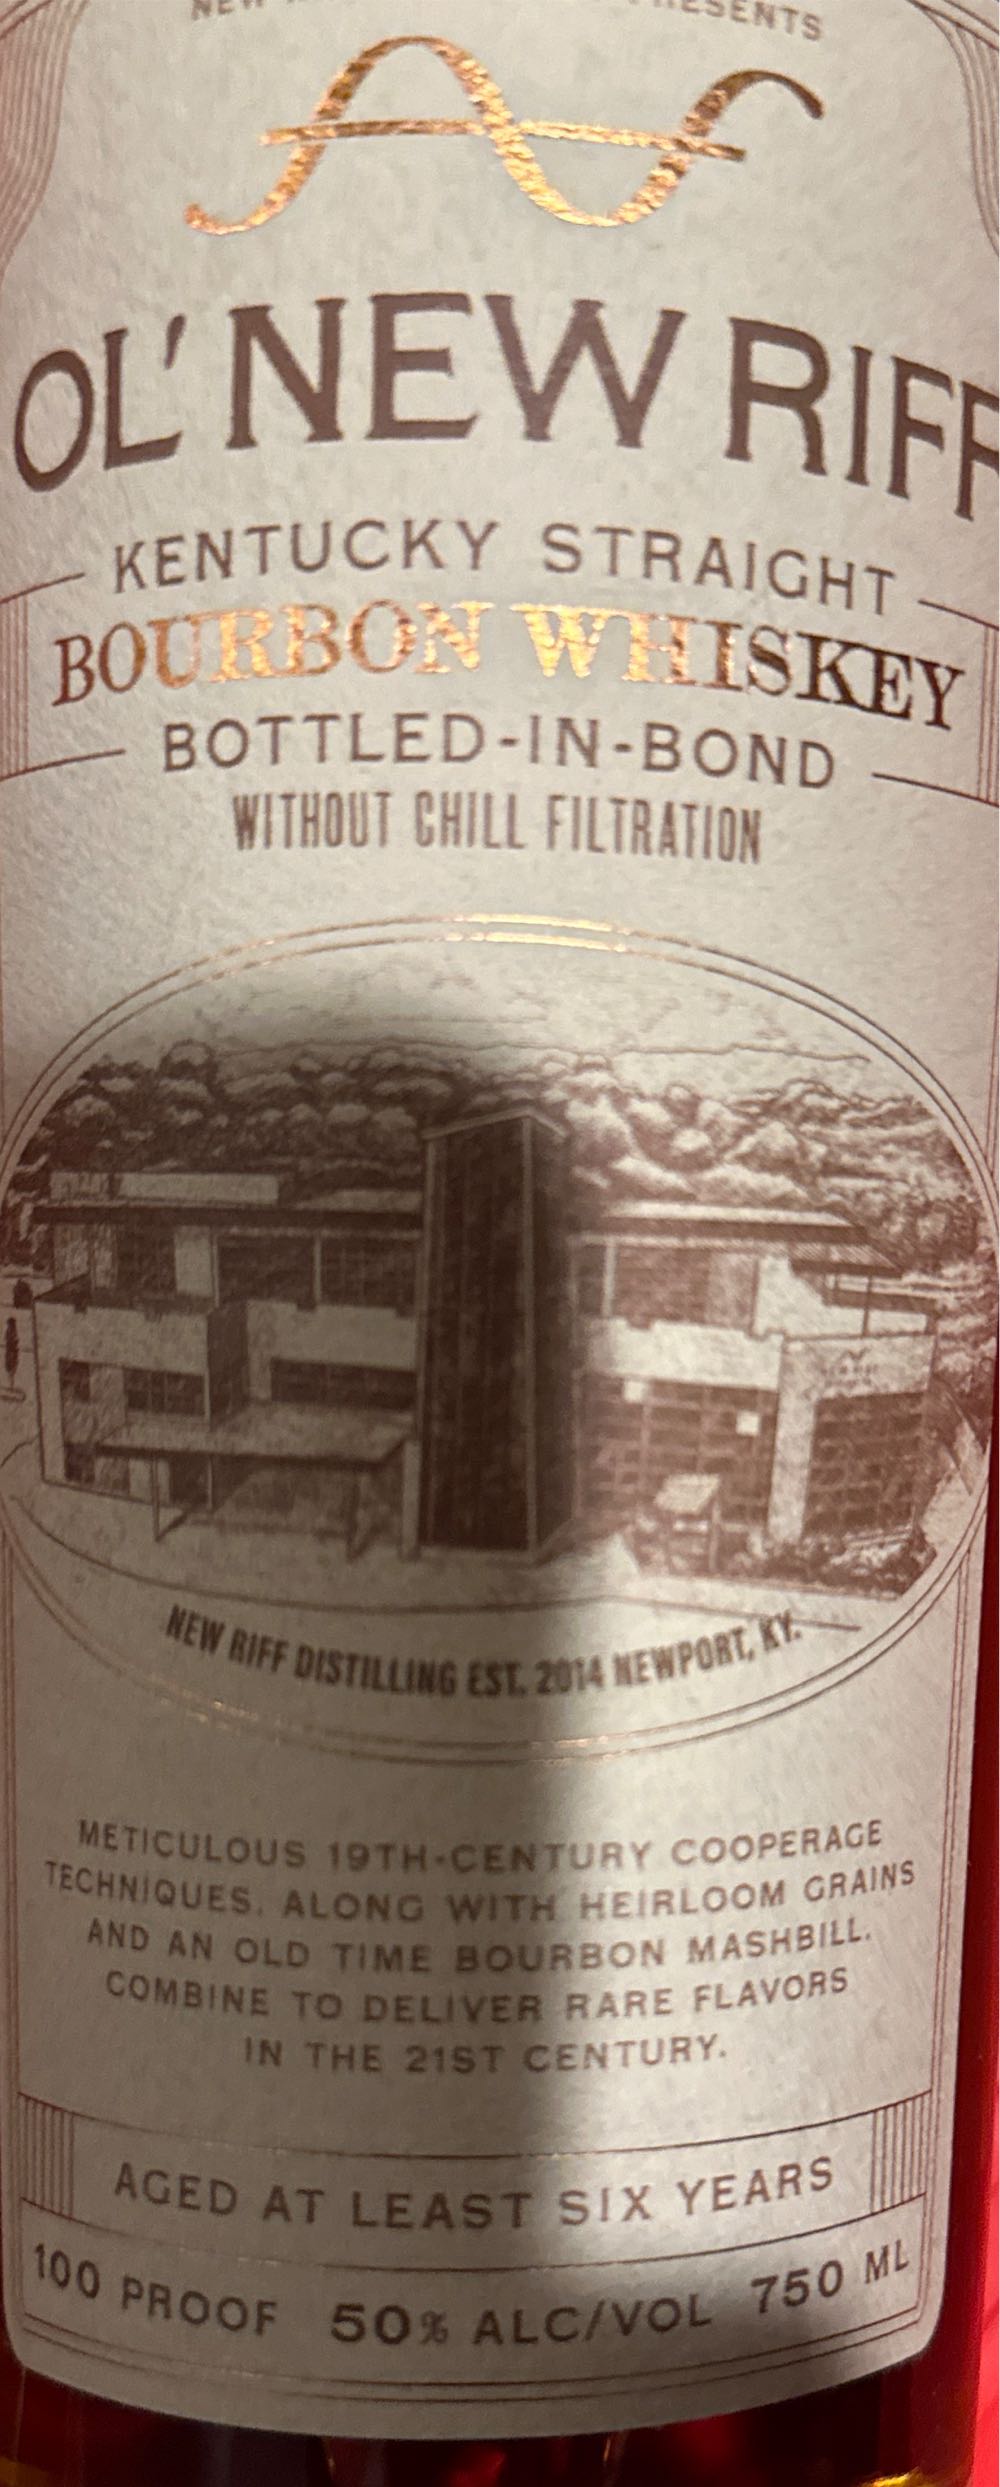 OL' NEW RIFF
KENTUCKY STRAIGHT
BOURBON WHISKEY
BOTTLED-IN-BOND
WITHOUT CHILL FILTRATION
NEW RIFF DISTILLING EST. 2014 NEWPORT, KY.
METICULOUS 19TH-CENTURY COOPERAGE
TECHNIQUES, ALONG WITH HEIRLOOM GRAINS
AND AN OLD TIME BOURBON MASHBILL,
COMBINE TO DELIVER RARE FLAVORS
IN THE 21ST CENTURY.
AGED AT LEAST SIX YEARS
100 PROOF 50% ALC/VOL 750 ML